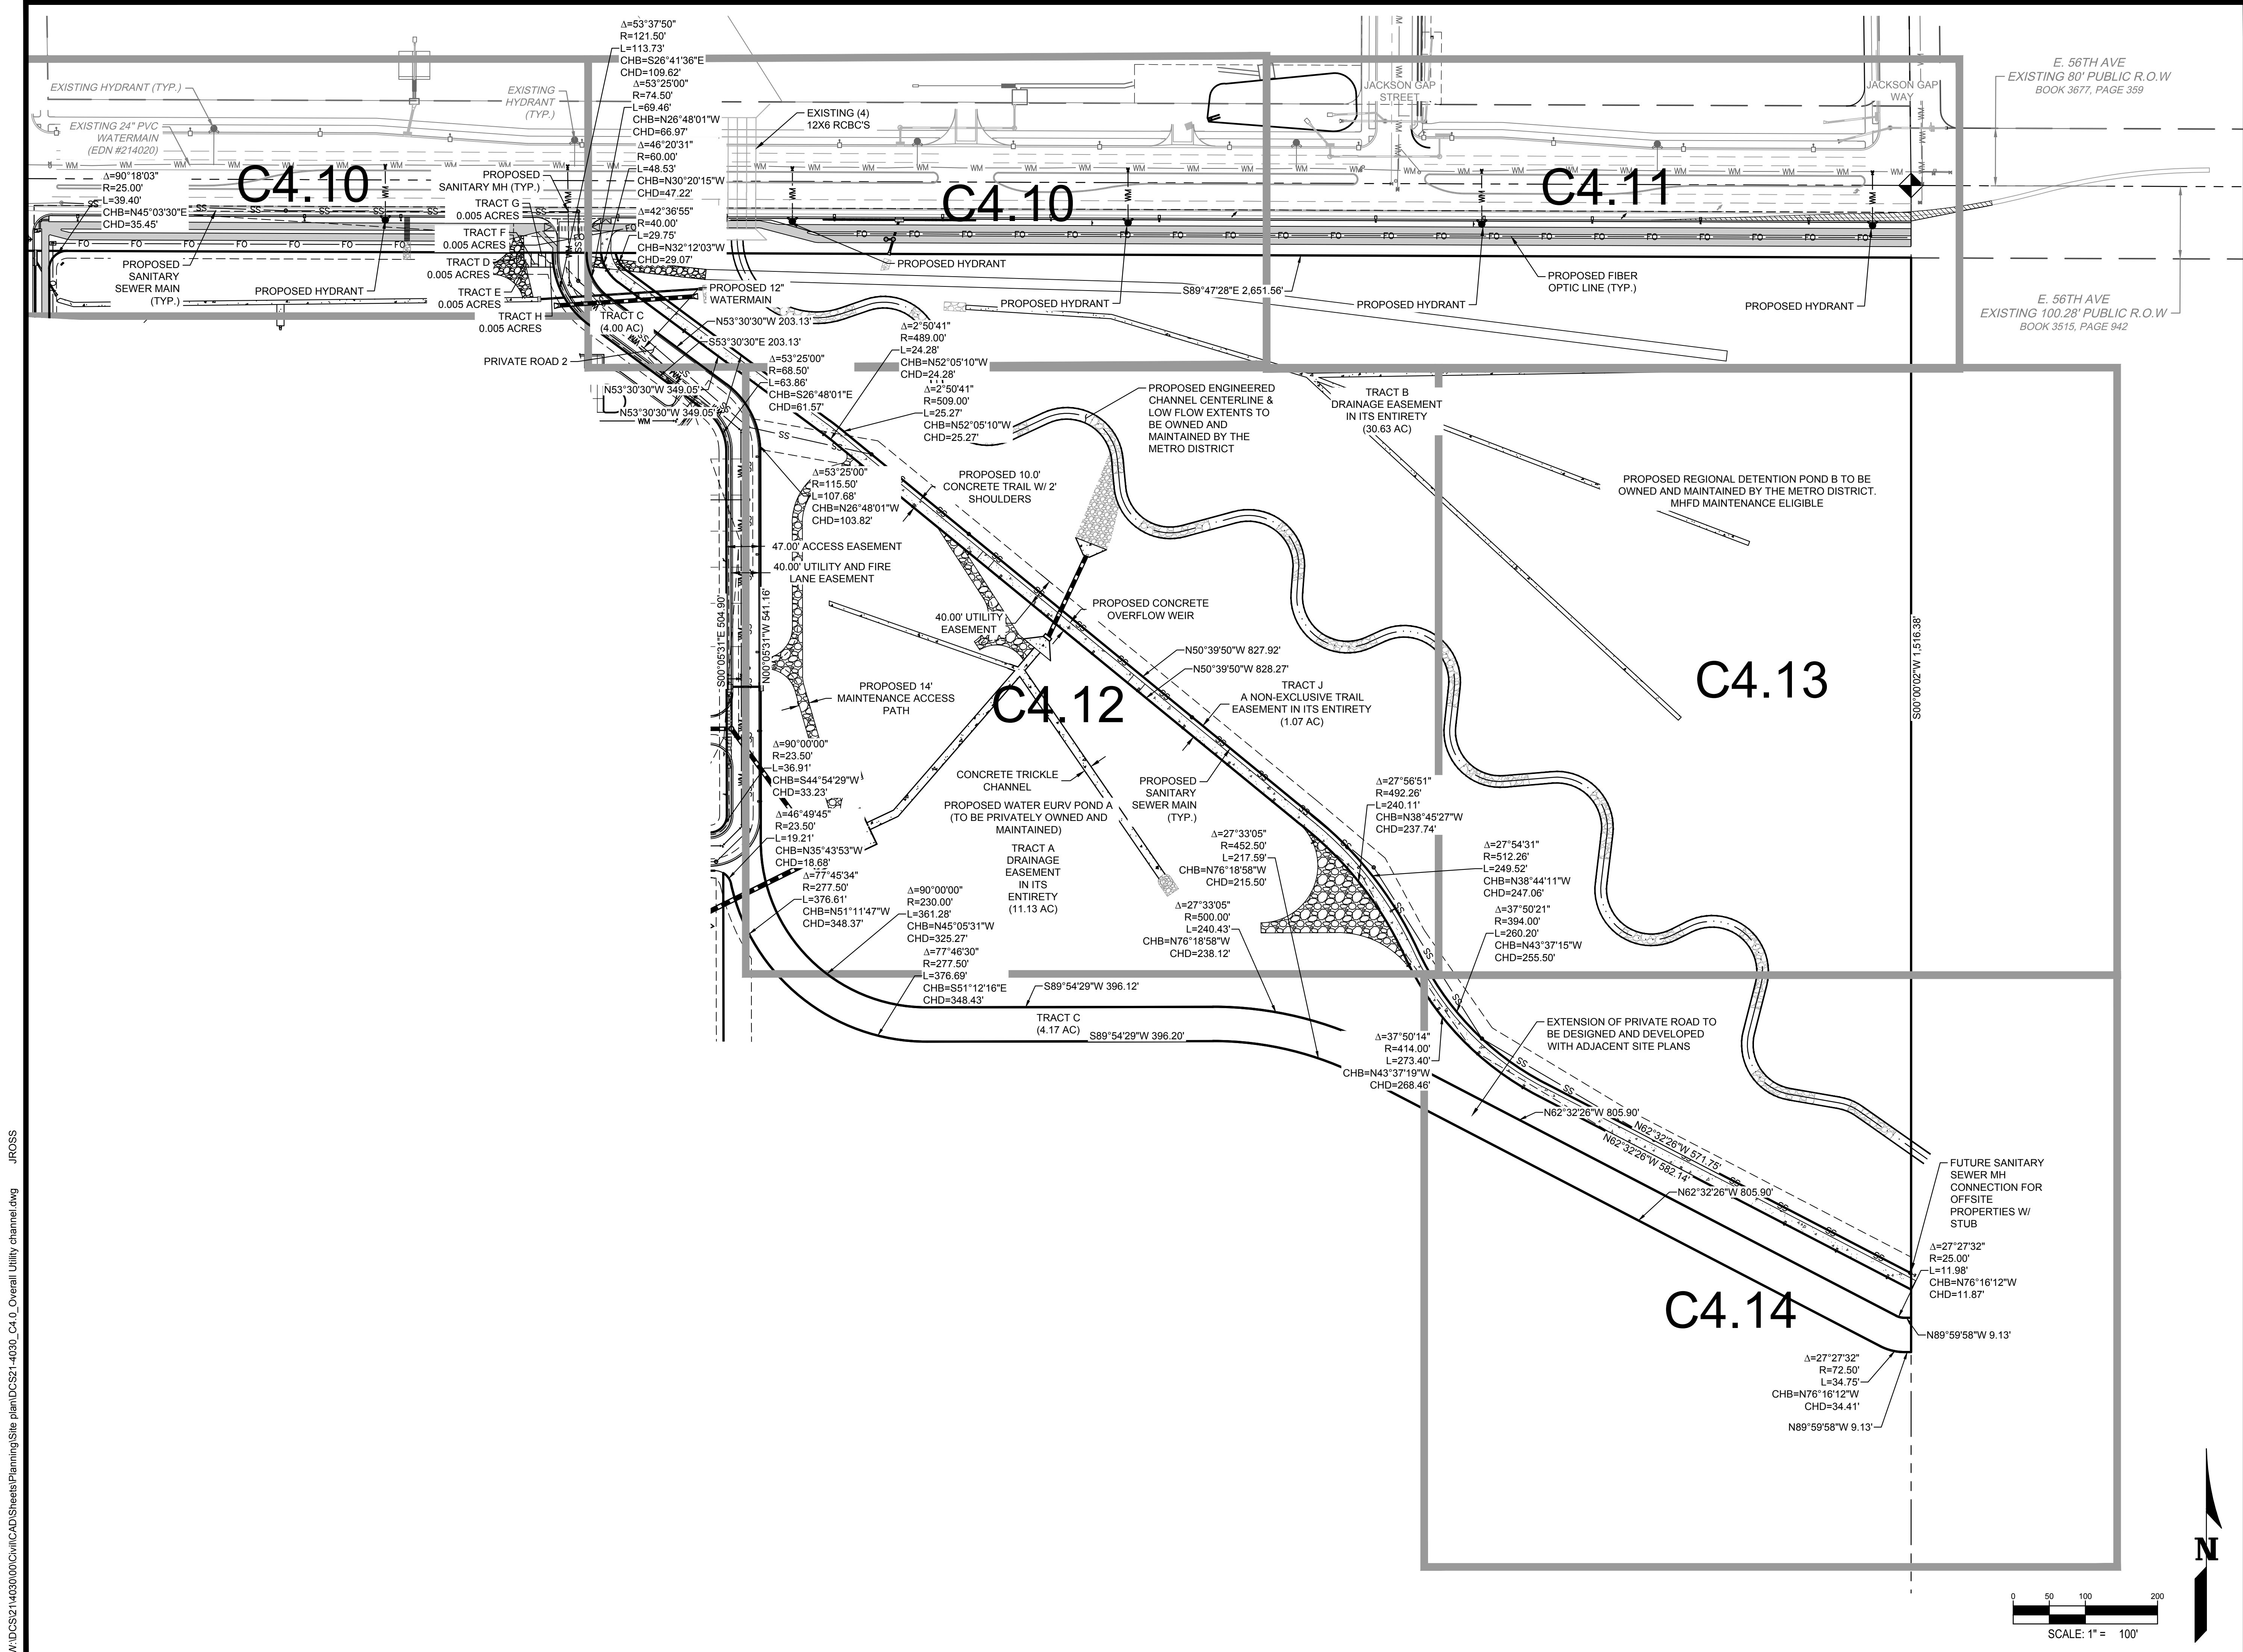 Δ=53°37'50"
R=121.50'
L=113.73'
CHB=S26°41'36"E
CHD=109.62'
Δ=53°25'00"
R=74.50'
L=69.46'
CHB=N26°48'01"W
CHD=66.97'
Δ=46°20'31"
R=60.00'
L=48.53'
CHB=N30°20'15"W
CHD=47.22'
Δ=42°36'55"
R=40.00'
L=29.75'
CHB=N32°12'03"W
CHD=29.07'
EXISTING HYDRANT (TYP.)
EXISTING
HYDRANT
(TYP.)
EXISTING 24" PVC
WATERMAIN
(EDN #214020)
EXISTING (4)
12X6 RCBC'S
JACKSON GAP
STREET
JACKSON GAP
WAY
E. 56TH AVE
EXISTING 80' PUBLIC R.O.W
BOOK 3677, PAGE 359
C4.10
C4.10
C4.11
Δ=90°18'03"
R=25.00'
L=39.40'
CHB=N45°03'30"E
CHD=35.45'
PROPOSED
SANITARY MH (TYP.)
TRACT G
0.005 ACRES
TRACT F
0.005 ACRES
TRACT D
0.005 ACRES
TRACT E
0.005 ACRES
TRACT H
0.005 ACRES
PROPOSED
SANITARY
SEWER MAIN
(TYP.)
PROPOSED HYDRANT
PROPOSED HYDRANT
PROPOSED FIBER
OPTIC LINE (TYP.)
S89°47'28"E 2,651.56'
PROPOSED HYDRANT
PROPOSED HYDRANT
PROPOSED HYDRANT
E. 56TH AVE
EXISTING 100.28' PUBLIC R.O.W
BOOK 3515, PAGE 942
PROPOSED 12"
WATERMAIN
TRACT C
(4.00 AC)
N53°30'30"W 203.13'
S53°30'30"E 203.13'
PRIVATE ROAD 2
N53°30'30"W 349.05'
N53°30'30"W 349.05'
Δ=53°25'00"
R=68.50'
L=63.86'
CHB=S26°48'01"E
CHD=61.57'
Δ=2°50'41"
R=489.00'
L=24.28'
CHB=N52°05'10"W
CHD=24.28'
Δ=2°50'41"
R=509.00'
L=25.27'
CHB=N52°05'10"W
CHD=25.27'
PROPOSED ENGINEERED
CHANNEL CENTERLINE &
LOW FLOW EXTENTS TO
BE OWNED AND
MAINTAINED BY THE
METRO DISTRICT
TRACT B
DRAINAGE EASEMENT
IN ITS ENTIRETY
(30.63 AC)
PROPOSED REGIONAL DETENTION POND B TO BE
OWNED AND MAINTAINED BY THE METRO DISTRICT.
MHFD MAINTENANCE ELIGIBLE
Δ=53°25'00"
R=115.50'
L=107.68'
CHB=N26°48'01"W
CHD=103.82'
PROPOSED 10.0'
CONCRETE TRAIL W/ 2'
SHOULDERS
47.00' ACCESS EASEMENT
40.00' UTILITY AND FIRE
LANE EASEMENT
S00°05'31"E 504.90'
N00°05'31"W 541.16'
40.00' UTILITY
EASEMENT
PROPOSED CONCRETE
OVERFLOW WEIR
N50°39'50"W 827.92'
N50°39'50"W 828.27'
TRACT J
A NON-EXCLUSIVE TRAIL
EASEMENT IN ITS ENTIRETY
(1.07 AC)
PROPOSED 14'
MAINTENANCE ACCESS
PATH
C4.12
C4.13
S00°00'02"W 1,516.38'
Δ=90°00'00"
R=23.50'
L=36.91'
CHB=S44°54'29"W
CHD=33.23'
CONCRETE TRICKLE
CHANNEL
PROPOSED
SANITARY
SEWER MAIN
(TYP.)
PROPOSED WATER EURV POND A
(TO BE PRIVATELY OWNED AND
MAINTAINED)
TRACT A
DRAINAGE
EASEMENT
IN ITS
ENTIRETY
(11.13 AC)
Δ=46°49'45"
R=23.50'
L=19.21'
CHB=N35°43'53"W
CHD=18.68'
Δ=77°45'34"
R=277.50'
L=376.61'
CHB=N51°11'47"W
CHD=348.37'
Δ=90°00'00"
R=230.00'
L=361.28'
CHB=N45°05'31"W
CHD=325.27'
Δ=77°46'30"
R=277.50'
L=376.69'
CHB=S51°12'16"E
CHD=348.43'
Δ=27°56'51"
R=492.26'
L=240.11'
CHB=N38°45'27"W
CHD=237.74'
Δ=27°33'05"
R=452.50'
L=217.59'
CHB=N76°18'58"W
CHD=215.50'
Δ=27°33'05"
R=500.00'
L=240.43'
CHB=N76°18'58"W
CHD=238.12'
Δ=27°54'31"
R=512.26'
L=249.52'
CHB=N38°44'11"W
CHD=247.06'
Δ=37°50'21"
R=394.00'
L=260.20'
CHB=N43°37'15"W
CHD=255.50'
S89°54'29"W 396.12'
TRACT C
(4.17 AC)
S89°54'29"W 396.20'
Δ=37°50'14"
R=414.00'
L=273.40'
CHB=N43°37'19"W
CHD=268.46'
EXTENSION OF PRIVATE ROAD TO
BE DESIGNED AND DEVELOPED
WITH ADJACENT SITE PLANS
N62°32'26"W 805.90'
N62°32'26"W 571.75'
N62°32'26"W 582.14'
N62°32'26"W 805.90'
FUTURE SANITARY
SEWER MH
CONNECTION FOR
OFFSITE
PROPERTIES W/
STUB
Δ=27°27'32"
R=25.00'
L=11.98'
CHB=N76°16'12"W
CHD=11.87'
C4.14
N89°59'58"W 9.13'
Δ=27°27'32"
R=72.50'
L=34.75'
CHB=N76°16'12"W
CHD=34.41'
N89°59'58"W 9.13'
N
0 50 100 200
SCALE: 1" = 100'
W:\DCS\21\4030\00\Civil\CAD\Sheets\Planning\Site plan\DCS21-4030_C4.0_Overall Utility channel.dwg JROSS